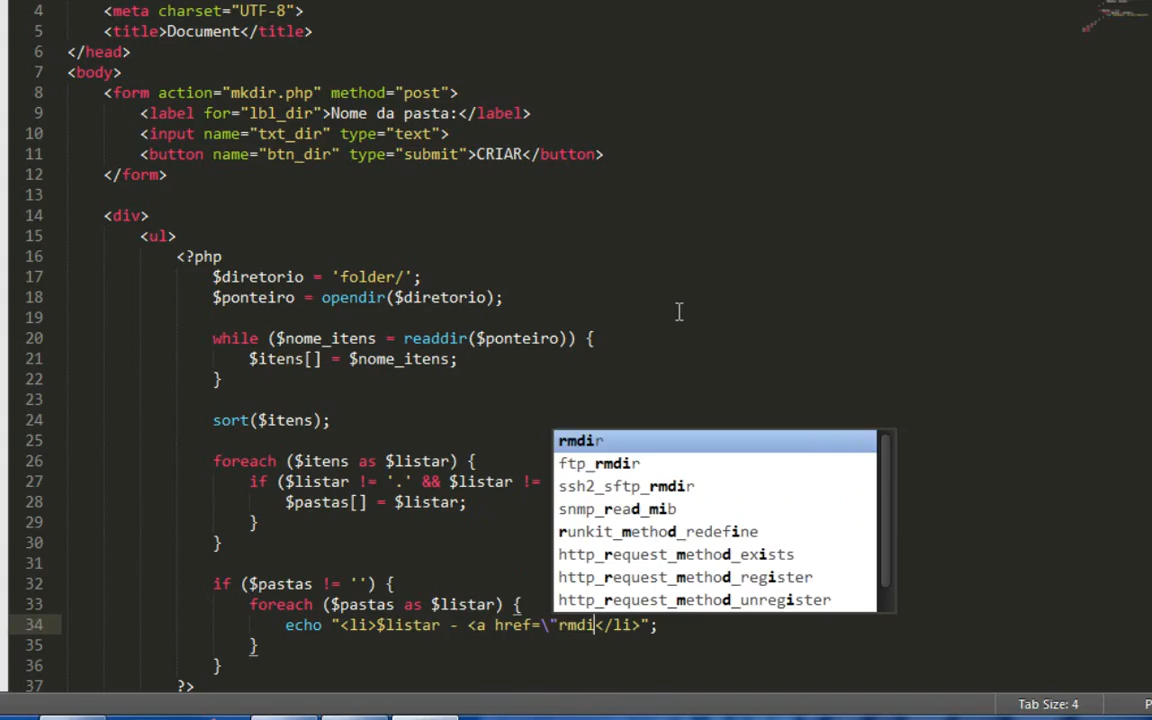 4 <meta charset="UTF-8">
5 <title>Document</title>
6 </head>
7 <body>
8 <form action="mkdir.php" method="post">
9 <label for="lbl_dir">Nome da pasta:</label>
10 <input name="txt_dir" type="text">
11 <button name="btn_dir" type="submit">CRIAR</button>
12 </form>
13
14 <div>
15 <ul>
16 <?php
17 $diretorio = 'folder/';
18 $ponteiro = opendir($diretorio);
19
20 while ($nome_itens = readdir($ponteiro)) {
21 $itens[] = $nome_itens;
22 }
23
24 sort($itens);
25
26 foreach ($itens as $listar) {
27 if ($listar != '.' && $listar !=
28 $pastas[] = $listar;
29 }
30 }
31
32 if ($pastas != '') {
33 foreach ($pastas as $listar) {
34 echo "<li>$listar - <a href=\"rmdi</li>";
35 }
36 }
37 ?>
rmdir
ftp_rmdir
ssh2_sftp_rmdir
snmp_read_mib
runkit_method_redefine
http_request_method_exists
http_request_method_register
http_request_method_unregister
Tab Size: 4 P